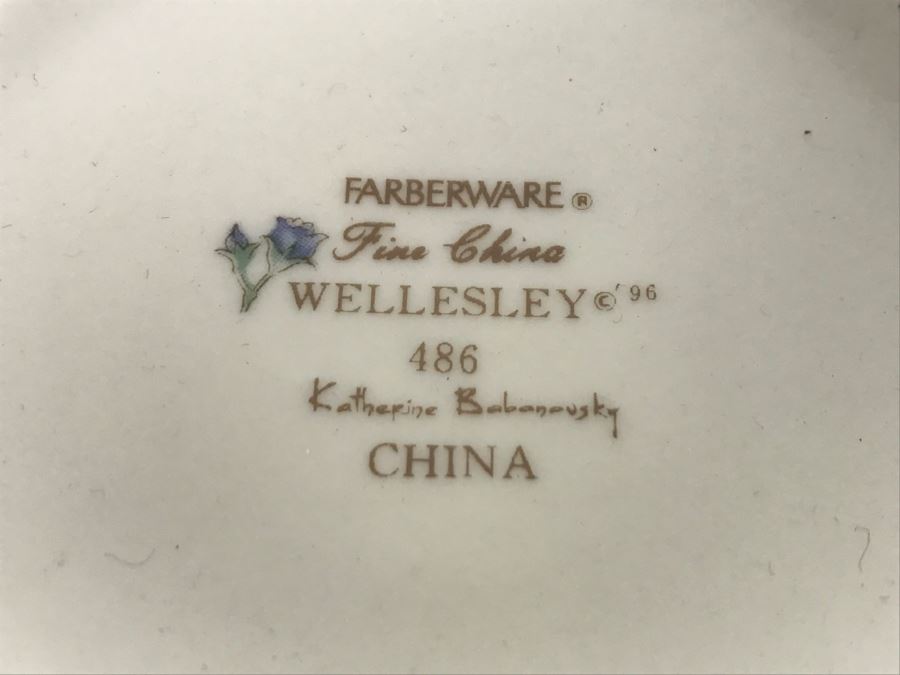 FARBERWARE ®
Fine China
WELLESLEY © '96
486
Katherine Babanovsky
CHINA